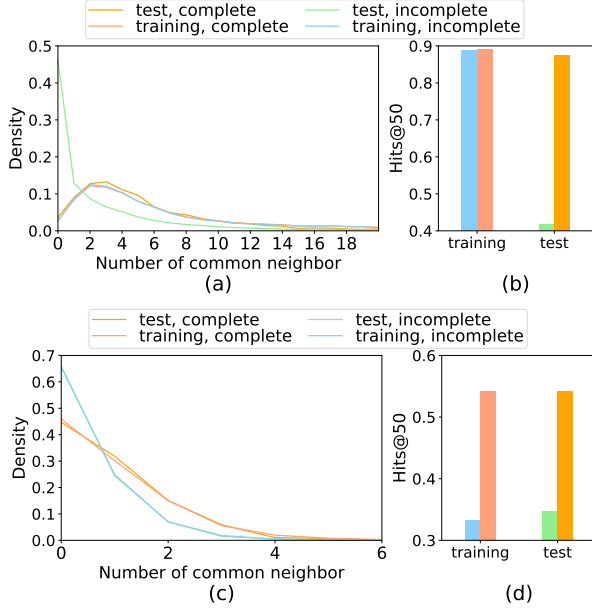 test, complete
training, complete
test, incomplete
training, incomplete
0.5
0.4
0.3
0.2
0.1
0.0
Density
0 2 4 6 8 10 12 14 16 18
Number of common neighbor
(a)
0.9
0.8
0.7
0.6
0.5
0.4
Hits@50
training test
(b)
test, complete
training, complete
test, incomplete
training, incomplete
0.7
0.6
0.5
0.4
0.3
0.2
0.1
0.0
Density
0 2 4 6
Number of common neighbor
(c)
0.6
0.5
0.4
0.3
Hits@50
training test
(d)